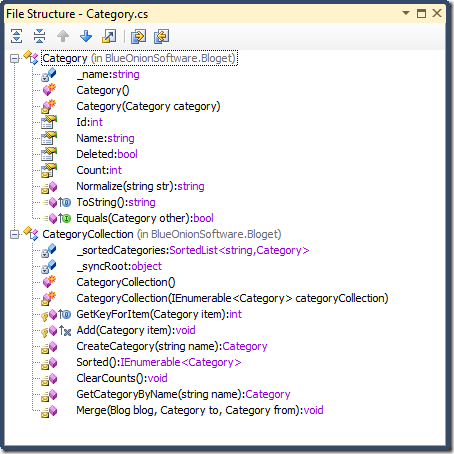 File Structure - Category.cs
Category (in BlueOnionSoftware.Bloget)
_name:string
Category()
Category(Category category)
Id:int
Name:string
Deleted:bool
Count:int
Normalize(string str):string
ToString():string
Equals(Category other):bool
CategoryCollection (in BlueOnionSoftware.Bloget)
_sortedCategories:SortedList<string,Category>
_syncRoot:object
CategoryCollection()
CategoryCollection(IEnumerable<Category> categoryCollection)
GetKeyForItem(Category item):int
Add(Category item):void
CreateCategory(string name):Category
Sorted():IEnumerable<Category>
ClearCounts():void
GetCategoryByName(string name):Category
Merge(Blog blog, Category to, Category from):void